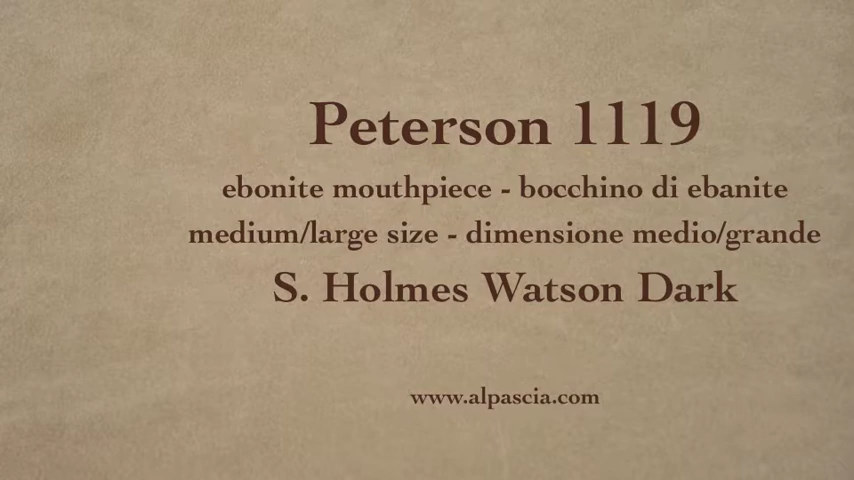 Peterson 1119
ebonite mouthpiece - bocchino di ebanite
medium/large size - dimensione medio/grande
S. Holmes Watson Dark
www.alpascia.com